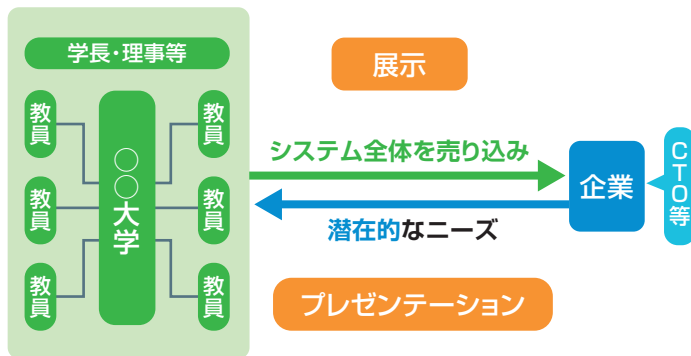 学長・理事等
教員
教員
教員
○○大学
教員
教員
教員
展示
システム全体を売り込み
企業
CTO等
潜在的なニーズ
プレゼンテーション